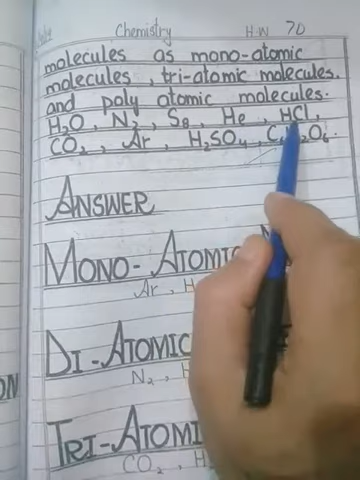 Chemistry H.W 70
molecules as mono-atomic
molecules, tri-atomic molecules.
and poly atomic molecules.
H₂O, N₂, S₈, He, HCl,
CO₂, Ar, H₂SO₄,
ANSWER
MONO-ATOMIC
Ar,
DI-ATOMIC
N₂,
TRI-ATOMI
CO₂,